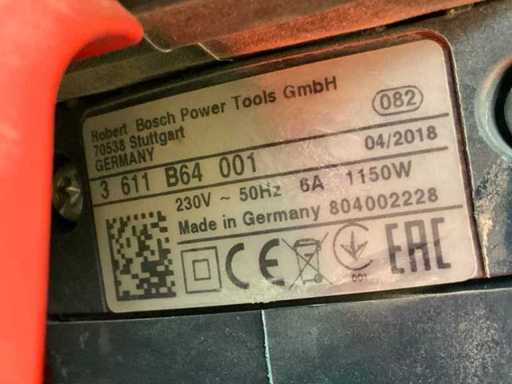 Robert Bosch Power Tools GmbH
70538 Stuttgart
GERMANY
082
04/2018
3 611 B64 001
230V ~ 50Hz 6A 1150W
Made in Germany 804002228
CE
001
EAC